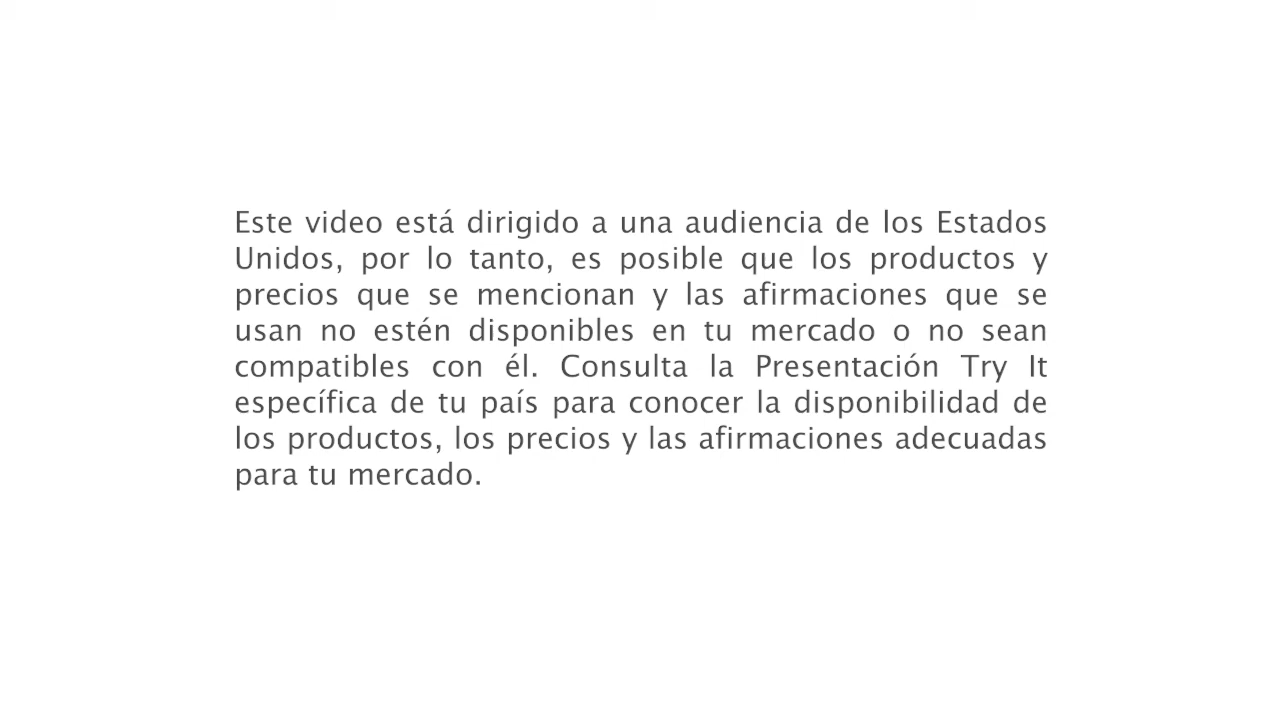 Este video está dirigido a una audiencia de los Estados
Unidos, por lo tanto, es posible que los productos y
precios que se mencionan y las afirmaciones que se
usan no estén disponibles en tu mercado o no sean
compatibles con él. Consulta la Presentación Try It
específica de tu país para conocer la disponibilidad de
los productos, los precios y las afirmaciones adecuadas
para tu mercado.